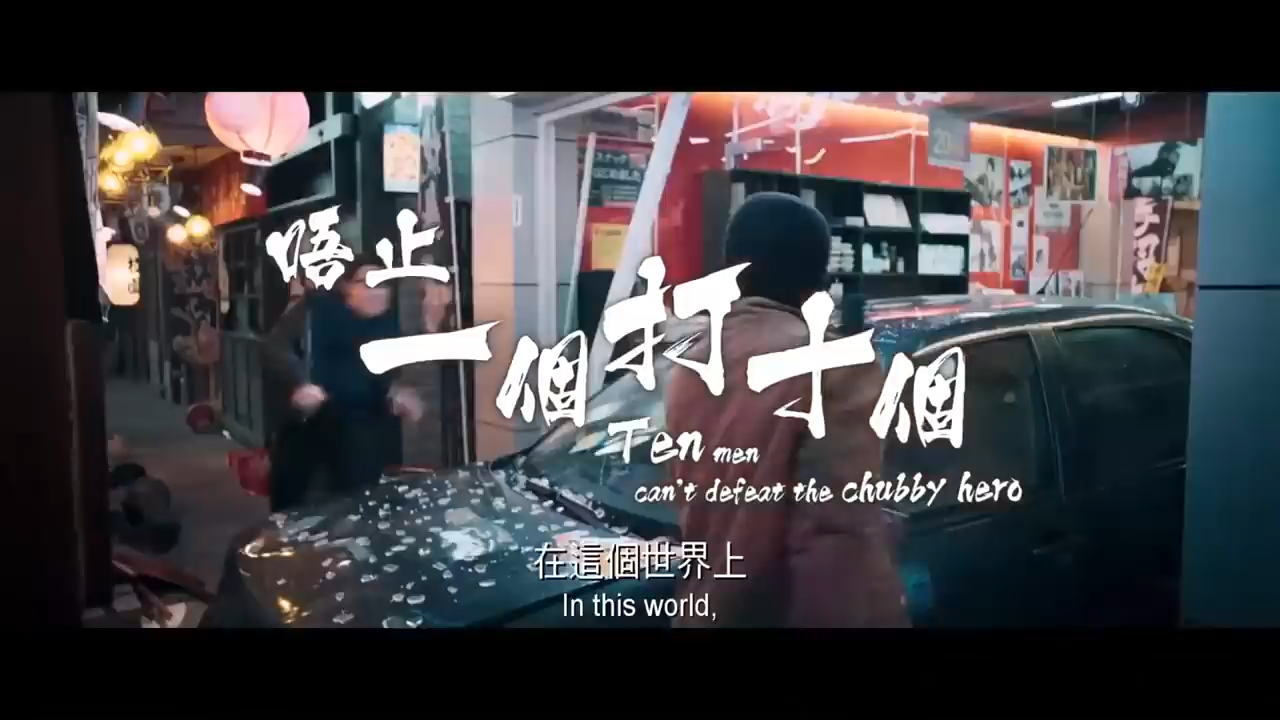 唔止
一個打十個
Ten men
can't defeat the chubby hero
在這個世界上
In this world,